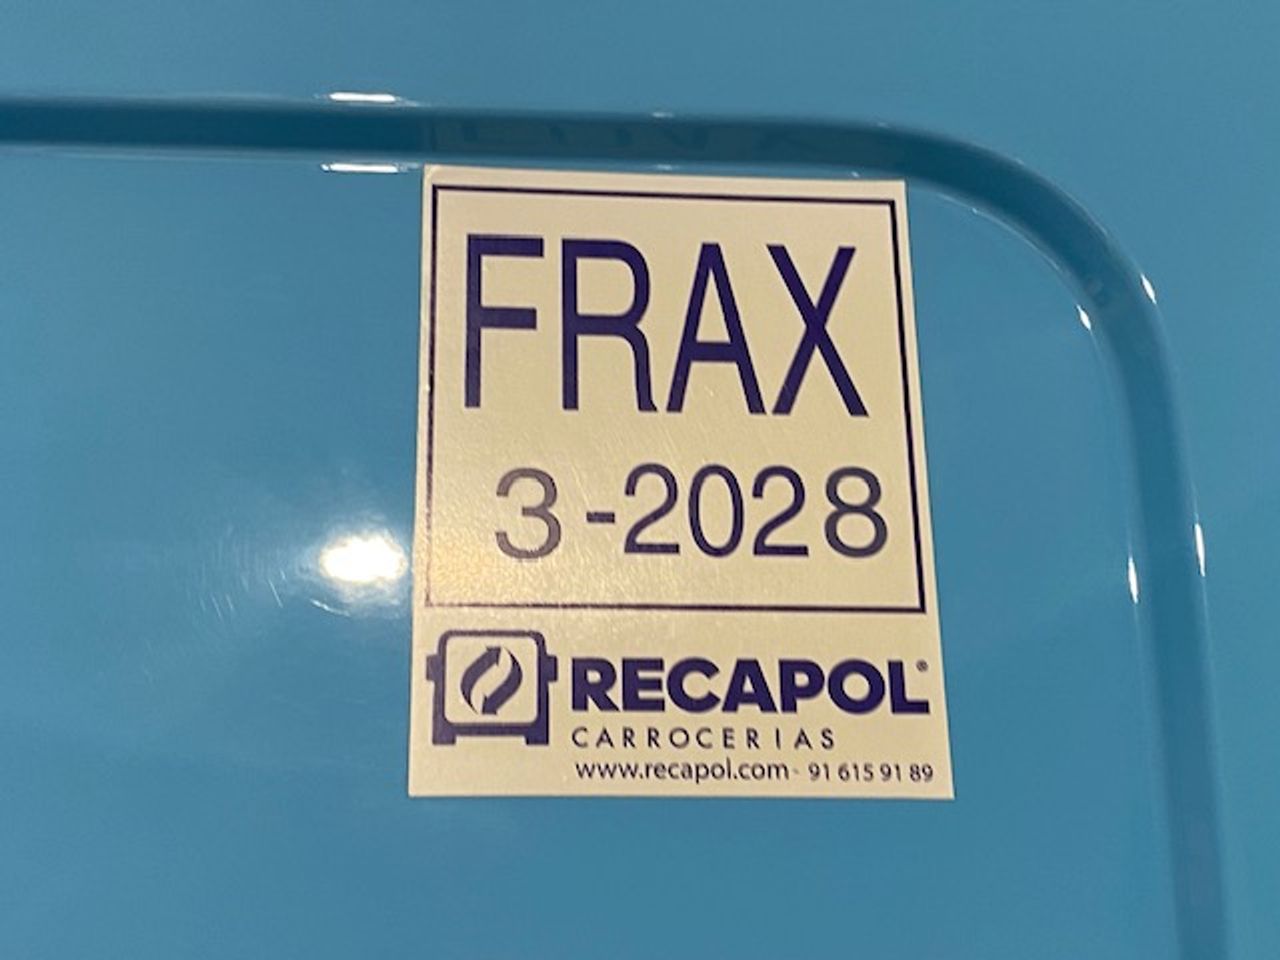 FRAX
3-2028
RECAPOL®
CARROCERIAS
www.recapol.com - 91 615 91 89